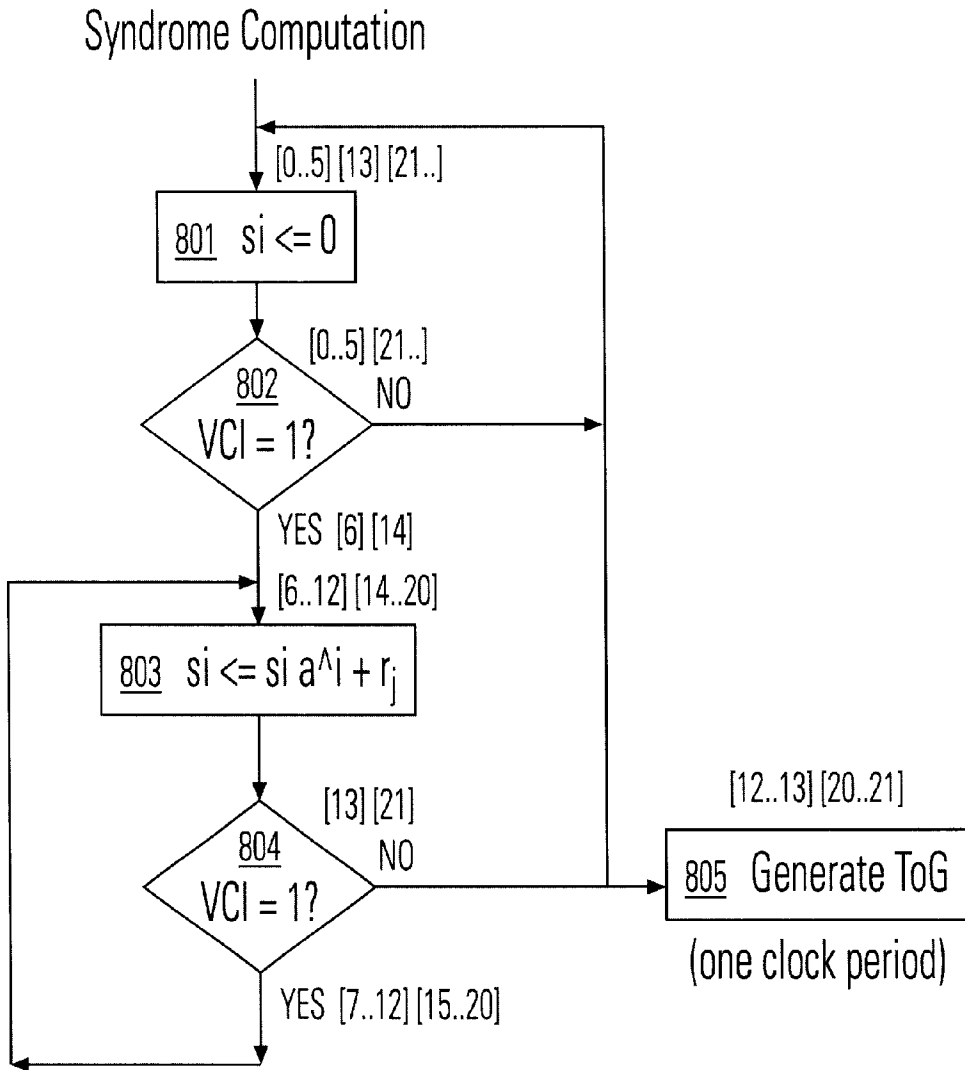 Syndrome Computation
[0..5] [13] [21..]
801 si <= 0
[0..5] [21..]
802
NO
VCI = 1?
YES [6] [14]
[6..12] [14..20]
803 si <= si a^i + rj
[13] [21]
804
NO
VCI = 1?
[12..13] [20..21]
805 Generate ToG
(one clock period)
YES [7..12] [15..20]